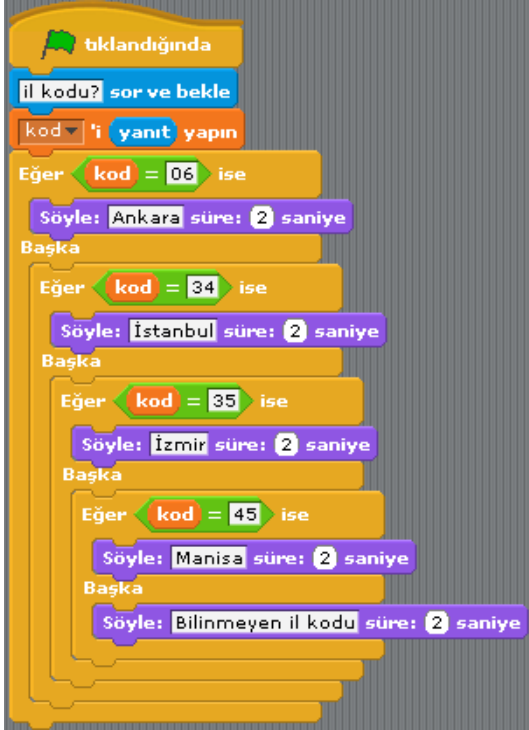 tıklandığında
il kodu? sor ve bekle
kod 'i yanıt yapın
Eğer kod = 06 ise
Söyle: Ankara süre: 2 saniye
Başka
Eğer kod = 34 ise
Söyle: İstanbul süre: 2 saniye
Başka
Eğer kod = 35 ise
Söyle: İzmir süre: 2 saniye
Başka
Eğer kod = 45 ise
Söyle: Manisa süre: 2 saniye
Başka
Söyle: Bilinmeyen il kodu süre: 2 saniye